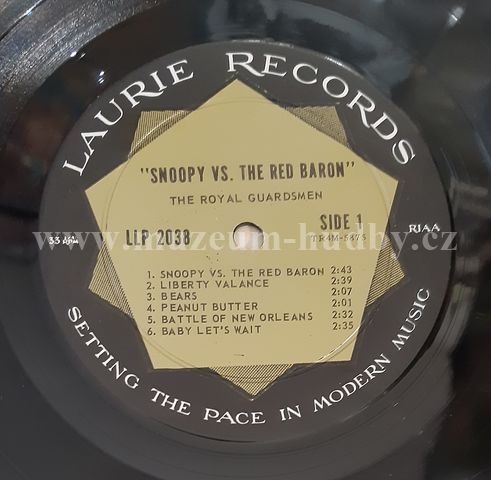 LAURIE RECORDS
"SNOOPY VS. THE RED BARON"
THE ROYAL GUARDSMEN
LLP 2038
SIDE 1
TR4M-5875
33 1/3
RIAA
www.muzeum-hudby.cz
1. SNOOPY VS. THE RED BARON 2:43
2. LIBERTY VALANCE 2:39
3. BEARS 2:07
4. PEANUT BUTTER 2:01
5. BATTLE OF NEW ORLEANS 2:32
6. BABY LET'S WAIT 2:35
SETTING THE PACE IN MODERN MUSIC